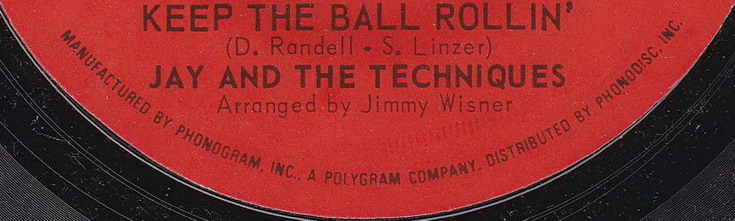 KEEP THE BALL ROLLIN'
(D. Randell - S. Linzer)
JAY AND THE TECHNIQUES
Arranged by Jimmy Wisner
MANUFACTURED BY PHONOGRAM, INC., A POLYGRAM COMPANY. DISTRIBUTED BY PHONODISC, INC.